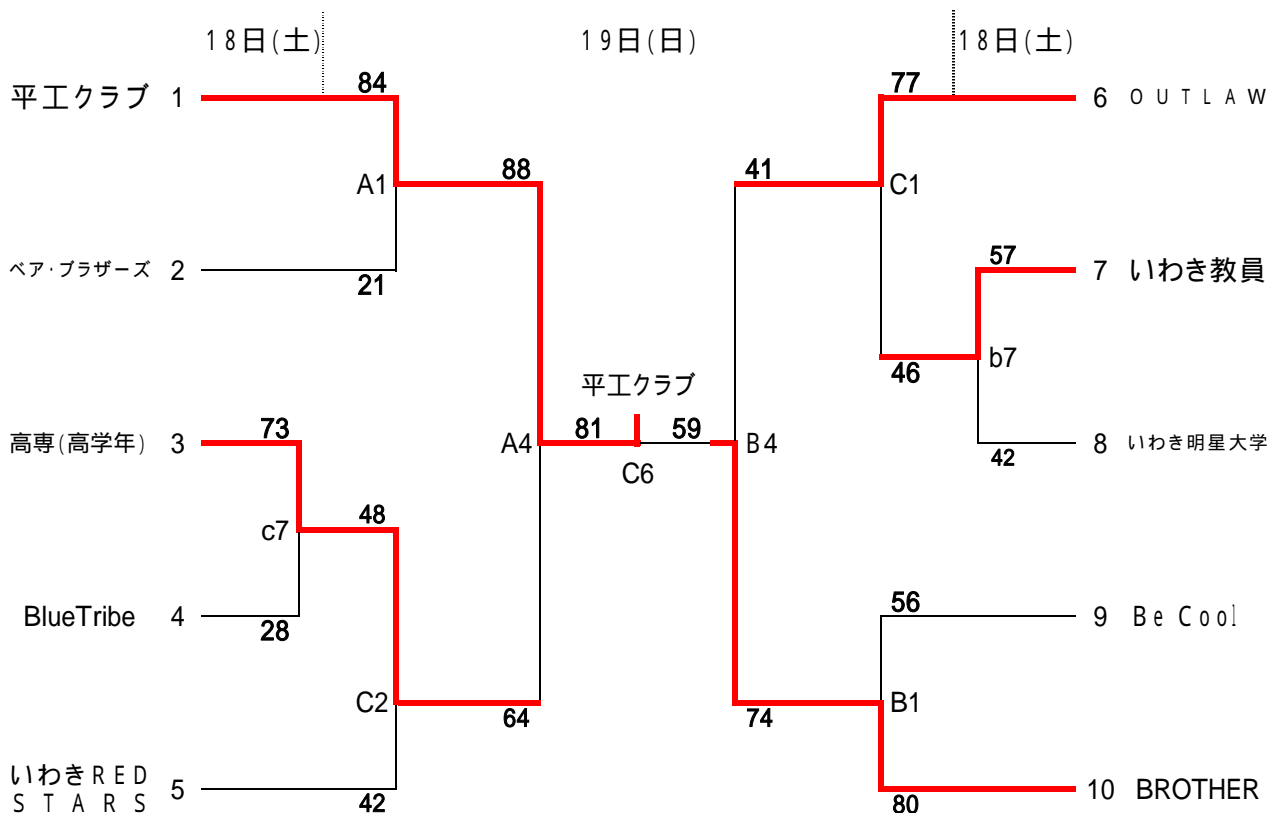 18日(土) 19日(日) 18日(土)
84 77
平工クラブ 1 6 OUTLAW
88 41
A1 C1
57
ベア・ブラザーズ 2 7 いわき教員
21
b7
46
平工クラブ
73 81 59
高専(高学年) 3 A4 B4 8 いわき明星大学
C6 42
48
c7
56
BlueTribe 4 9 Be Cool
28
C2 B1
64 74
いわきRED
STARS 5 10 BROTHER
42 80